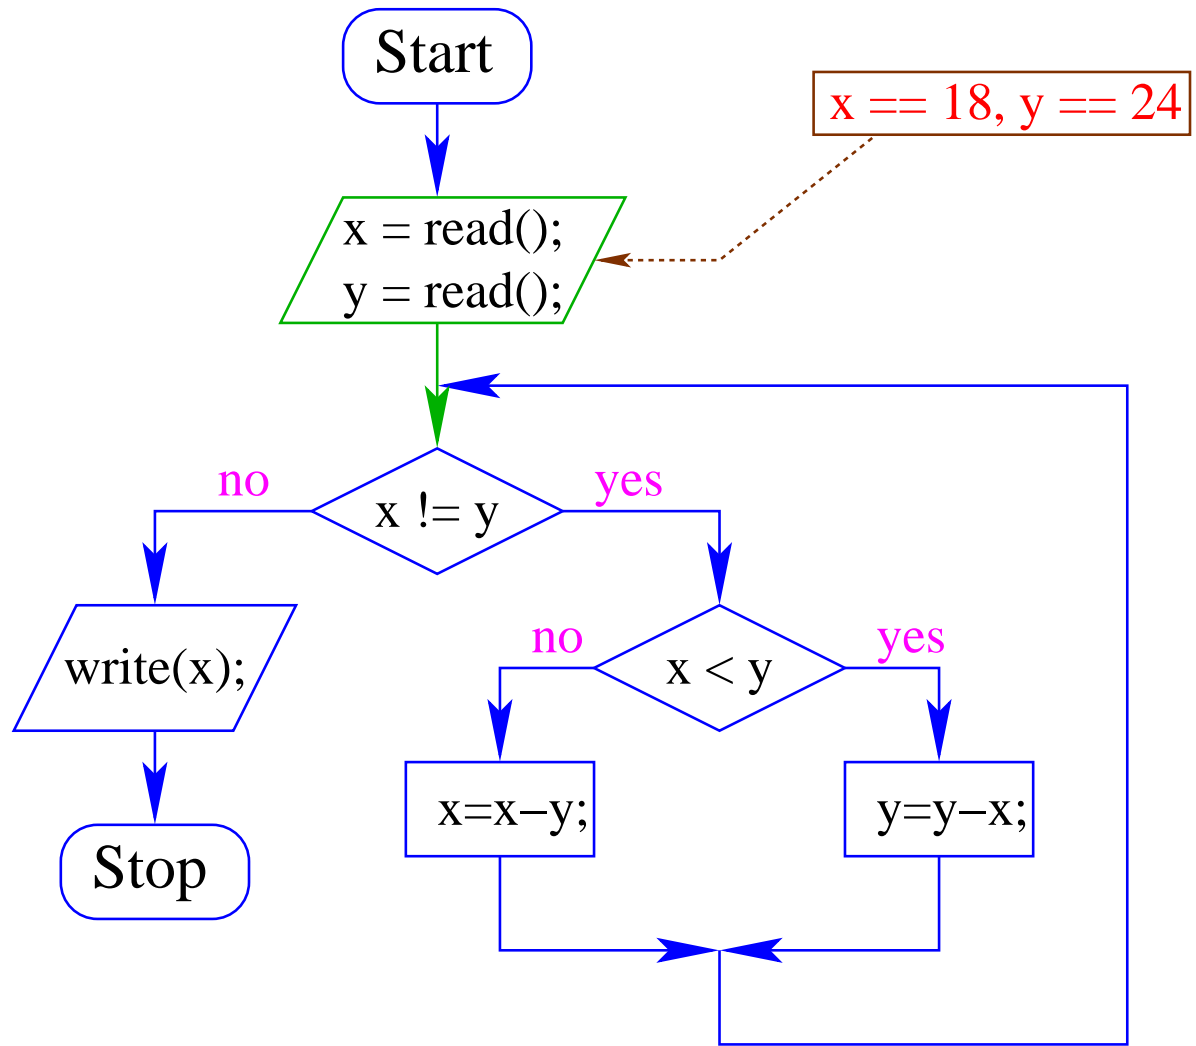 Start
x == 18, y == 24
x = read();
y = read();
no
yes
x != y
no
yes
write(x);
x < y
x=x−y;
y=y−x;
Stop